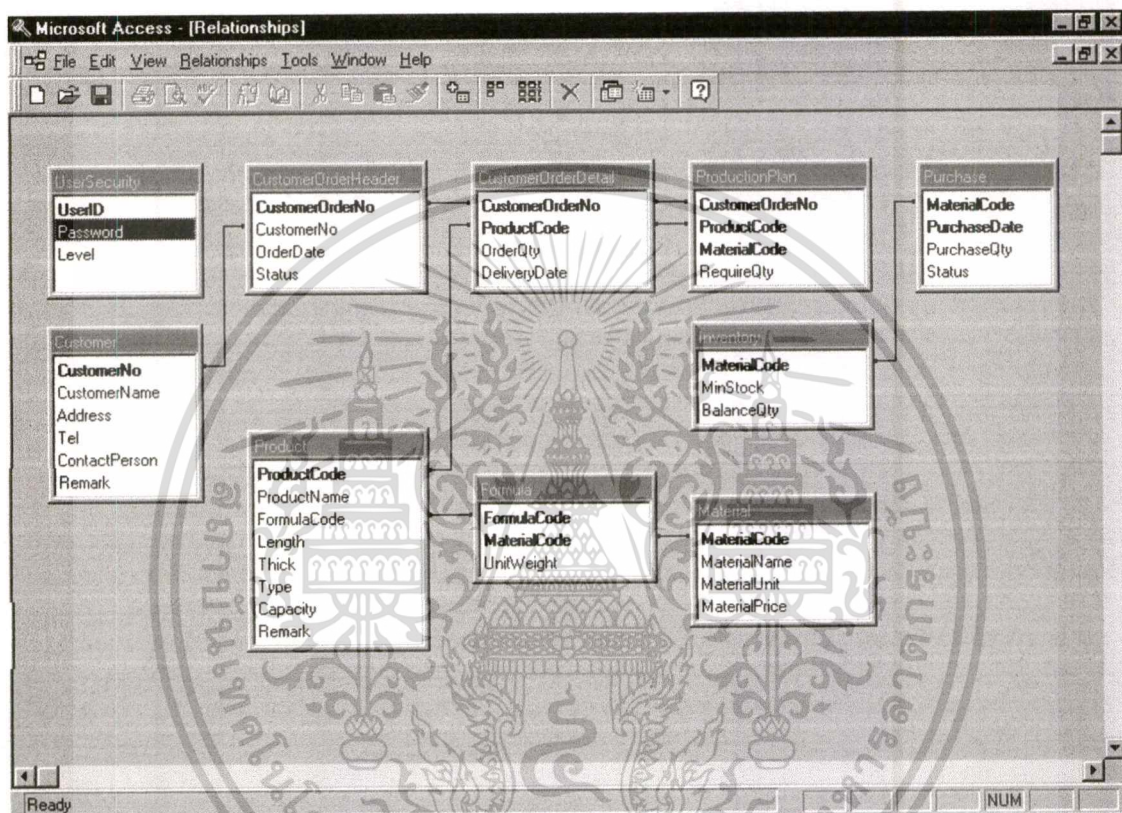 Microsoft Access - [Relationships]
File Edit View Relationships Tools Window Help
UserSecurity
UserID
Password
Level
CustomerOrderHeader
CustomerOrderNo
CustomerNo
OrderDate
Status
CustomerOrderDetail
CustomerOrderNo
ProductCode
OrderQty
DeliveryDate
ProductionPlan
CustomerOrderNo
ProductCode
MaterialCode
RequireQty
Purchase
MaterialCode
PurchaseDate
PurchaseQty
Status
Customer
CustomerNo
CustomerName
Address
Tel
ContactPerson
Remark
Inventory
MaterialCode
MinStock
BalanceQty
Product
ProductCode
ProductName
FormulaCode
Length
Thick
Type
Capacity
Remark
Formula
FormulaCode
MaterialCode
UnitWeight
Material
MaterialCode
MaterialName
MaterialUnit
MaterialPrice
Ready
NUM